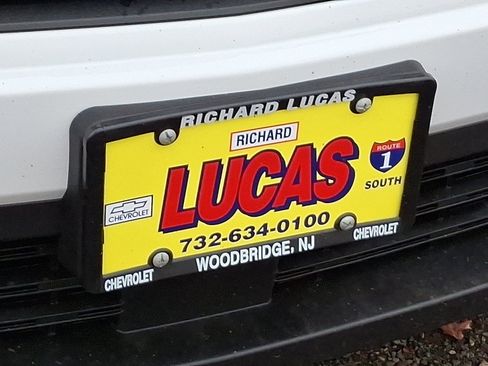 RICHARD LUCAS
RICHARD
LUCAS
ROUTE
1
SOUTH
CHEVROLET
732-634-0100
CHEVROLET
WOODBRIDGE, NJ
CHEVROLET